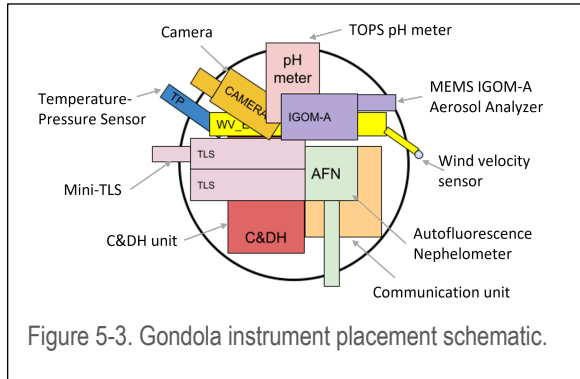 Camera
TOPS pH meter
pH
meter
Temperature-
Pressure Sensor
TP
CAMERA
IGOM-A
MEMS IGOM-A
Aerosol Analyzer
Wind velocity
sensor
TLS
TLS
AFN
Mini-TLS
C&DH unit
C&DH
Autofluorescence
Nephelometer
Communication unit
Figure 5-3. Gondola instrument placement schematic.